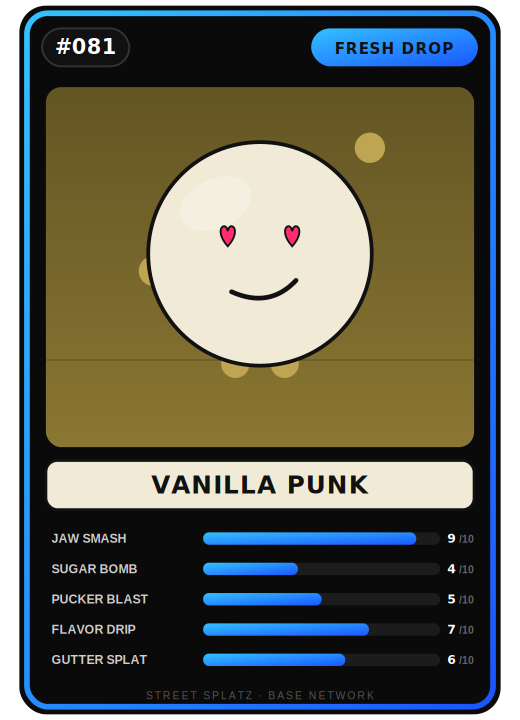 #081 FRESH DROP
VANILLA PUNK
JAW SMASH 9 /10
SUGAR BOMB 4 /10
PUCKER BLAST 5 /10
FLAVOR DRIP 7 /10
GUTTER SPLAT 6 /10
STREET SPLATZ · BASE NETWORK